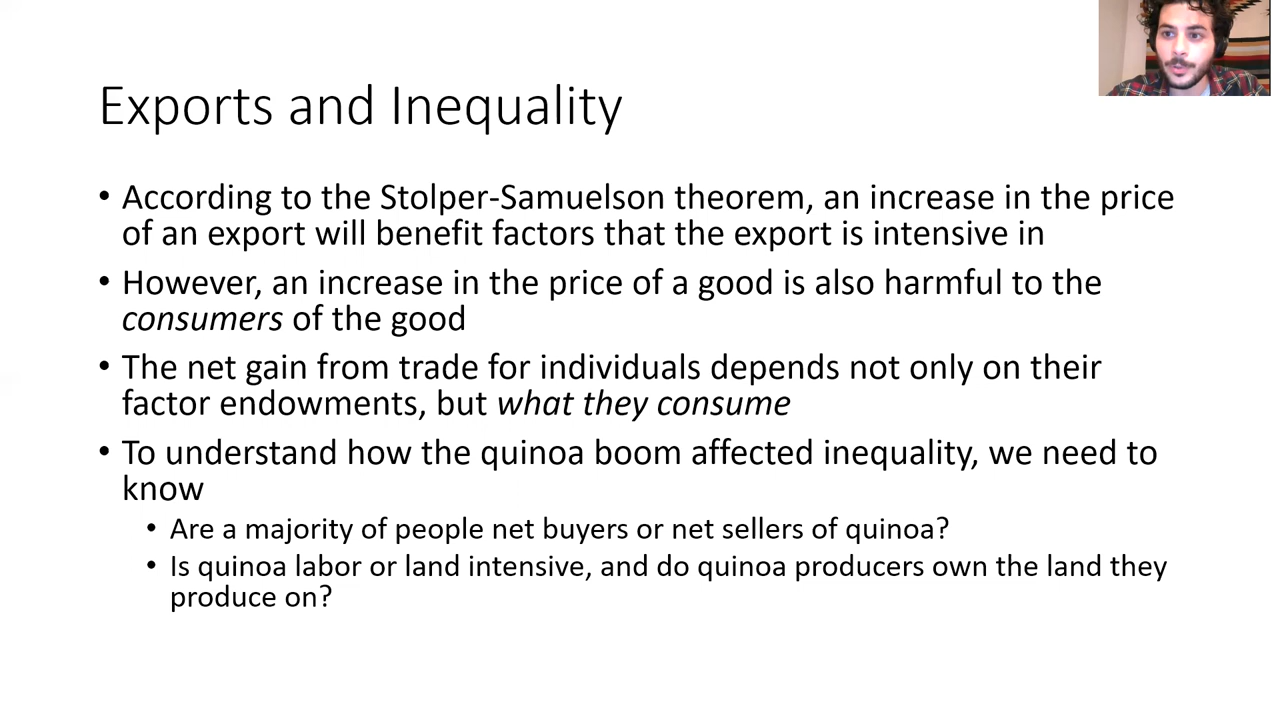 Exports and Inequality
• According to the Stolper-Samuelson theorem, an increase in the price
of an export will benefit factors that the export is intensive in
• However, an increase in the price of a good is also harmful to the
consumers of the good
• The net gain from trade for individuals depends not only on their
factor endowments, but what they consume
• To understand how the quinoa boom affected inequality, we need to
know
• Are a majority of people net buyers or net sellers of quinoa?
• Is quinoa labor or land intensive, and do quinoa producers own the land they
produce on?